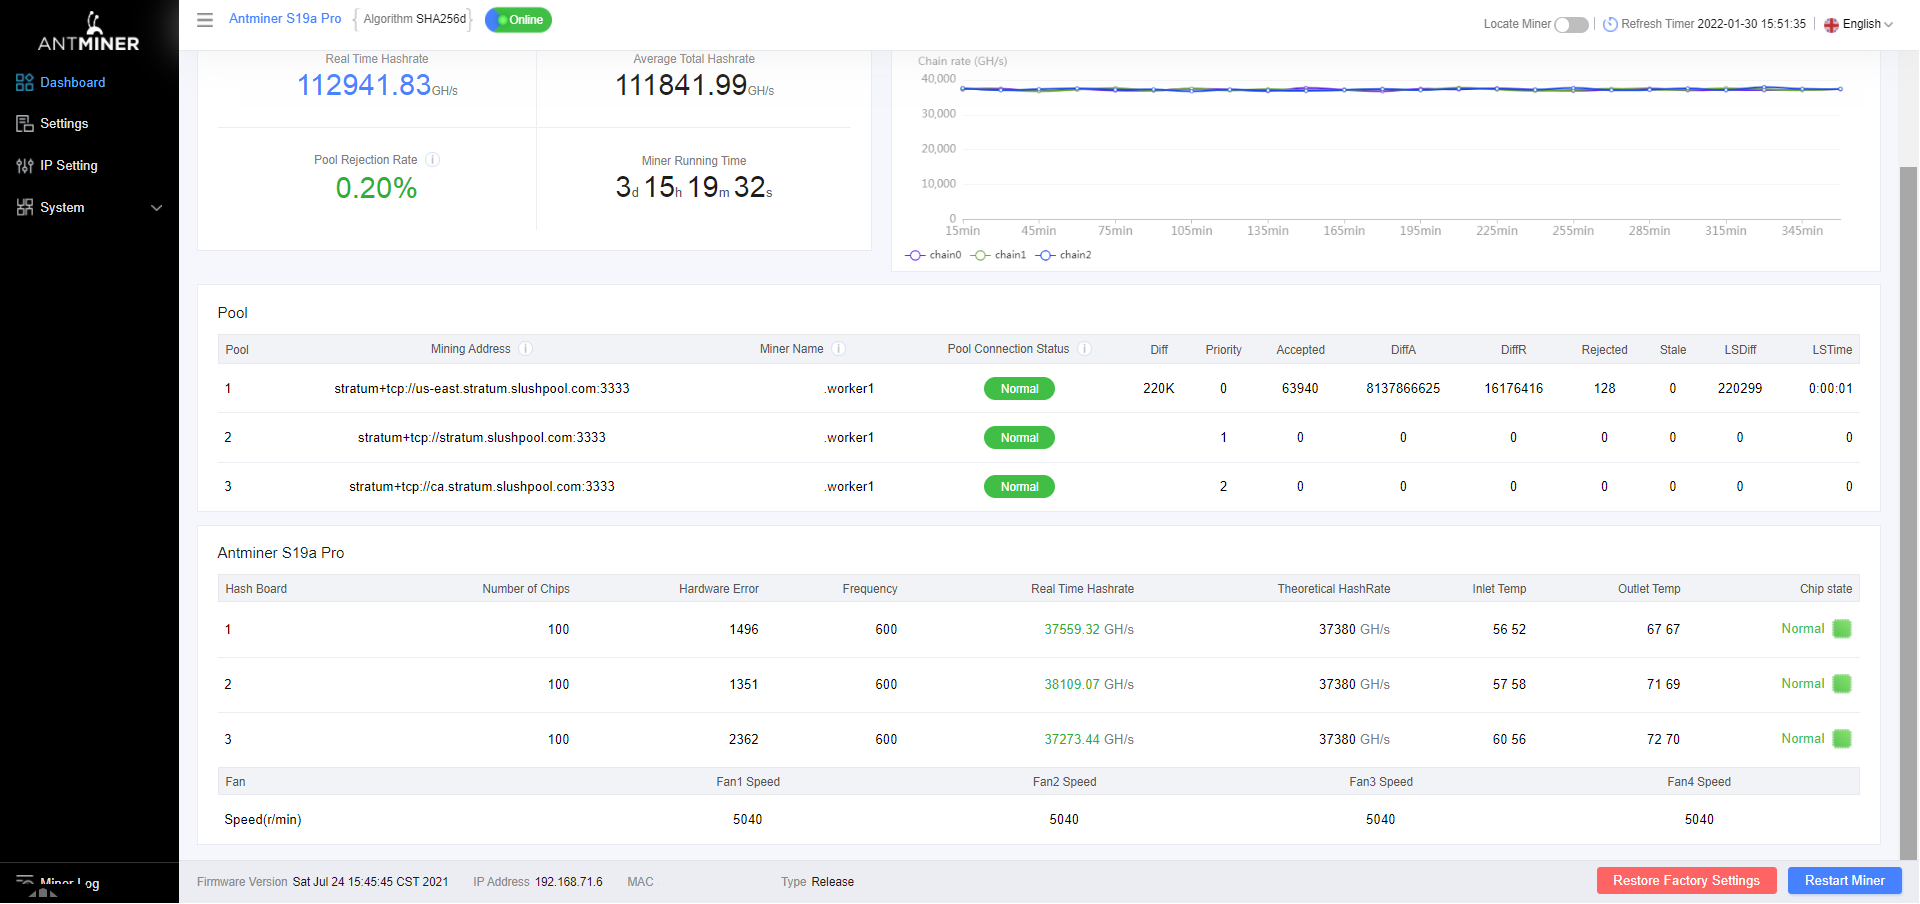 ANTMINER
Antminer S19a Pro Algorithm SHA256d Online
Locate Miner Refresh Timer 2022-01-30 15:51:35 English
Dashboard
Settings
IP Setting
System
Miner Log
Real Time Hashrate Average Total Hashrate
112941.83GH/s 111841.99GH/s
Pool Rejection Rate Miner Running Time
0.20% 3d 15h 19m 32s
Chain rate (GH/s)
40,000
30,000
20,000
10,000
0
15min 45min 75min 105min 135min 165min 195min 225min 255min 285min 315min 345min
chain0 chain1 chain2
Pool
Pool Mining Address Miner Name Pool Connection Status Diff Priority Accepted DiffA DiffR Rejected Stale LSDiff LSTime
1 stratum+tcp://us-east.stratum.slushpool.com:3333 .worker1 Normal 220K 0 63940 8137866625 16176416 128 0 220299 0:00:01
2 stratum+tcp://stratum.slushpool.com:3333 .worker1 Normal 1 0 0 0 0 0 0 0
3 stratum+tcp://ca.stratum.slushpool.com:3333 .worker1 Normal 2 0 0 0 0 0 0 0
Antminer S19a Pro
Hash Board Number of Chips Hardware Error Frequency Real Time Hashrate Theoretical HashRate Inlet Temp Outlet Temp Chip state
1 100 1496 600 37559.32 GH/s 37380 GH/s 56 52 67 67 Normal
2 100 1351 600 38109.07 GH/s 37380 GH/s 57 58 71 69 Normal
3 100 2362 600 37273.44 GH/s 37380 GH/s 60 56 72 70 Normal
Fan Fan1 Speed Fan2 Speed Fan3 Speed Fan4 Speed
Speed(r/min) 5040 5040 5040 5040
Firmware Version Sat Jul 24 15:45:45 CST 2021 IP Address 192.168.71.6 MAC Type Release
Restore Factory Settings Restart Miner